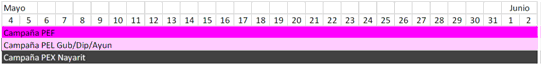 Mayo Junio
4 5 6 7 8 9 10 11 12 13 14 15 16 17 18 19 20 21 22 23 24 25 26 27 28 29 30 31 1 2
Campaña PEF
Campaña PEL Gub/Dip/Ayun
Campaña PEX Nayarit